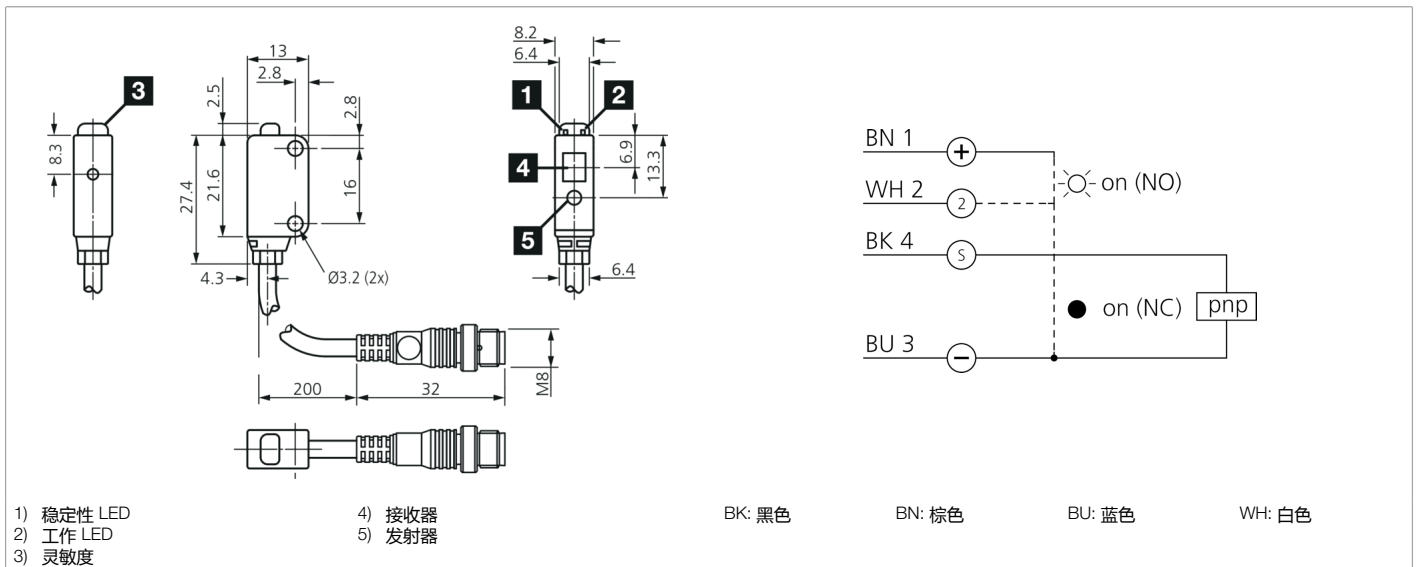 3
8.3
13
2.8
2.5
2.8
27.4
21.6
16
4.3
Ø3.2 (2x)
200
32
M8
8.2
6.4
1
2
4
5
6.9
13.3
6.4
BN 1
+
on (NO)
WH 2
2
BK 4
S
on (NC)
pnp
BU 3
−
1) 稳定性 LED
2) 工作 LED
3) 灵敏度
4) 接收器
5) 发射器
BK: 黑色
BN: 棕色
BU: 蓝色
WH: 白色